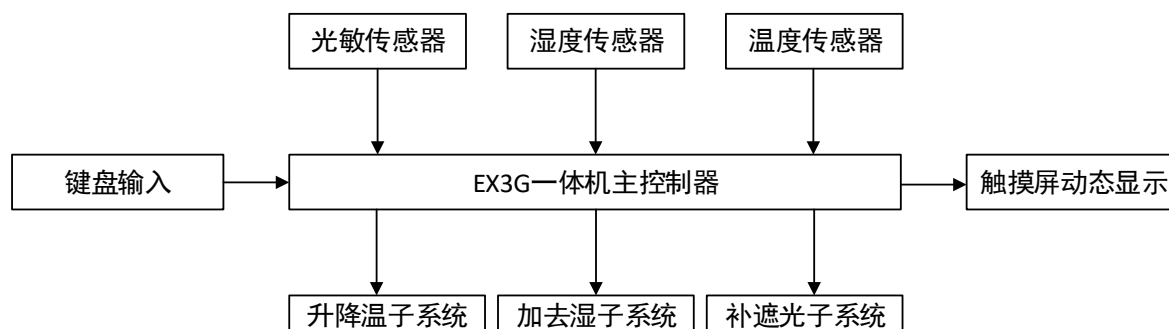 光敏传感器
湿度传感器
温度传感器
键盘输入
EX3G一体机主控制器
触摸屏动态显示
升降温子系统
加去湿子系统
补遮光子系统